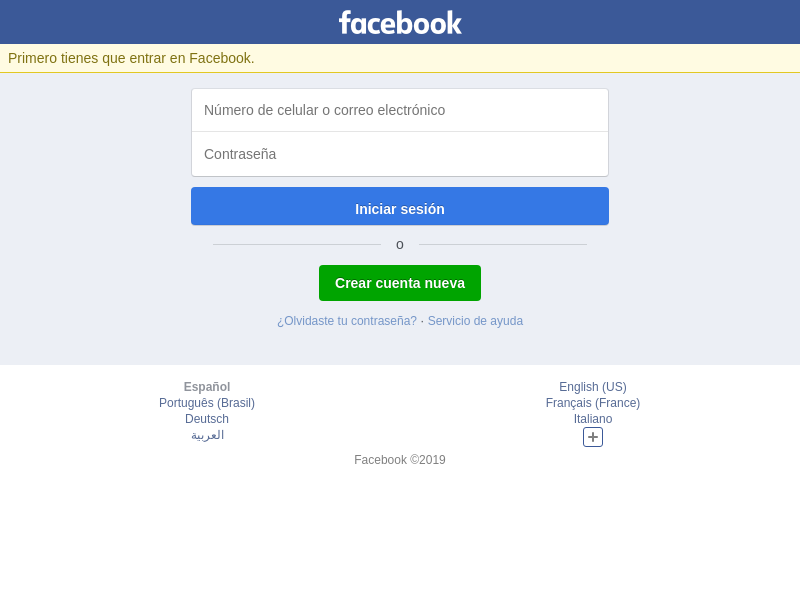 facebook
Primero tienes que entrar en Facebook.
Número de celular o correo electrónico
Contraseña
Iniciar sesión
o
Crear cuenta nueva
¿Olvidaste tu contraseña? · Servicio de ayuda
Español
Português (Brasil)
Deutsch
العربية
English (US)
Français (France)
Italiano
Facebook ©2019